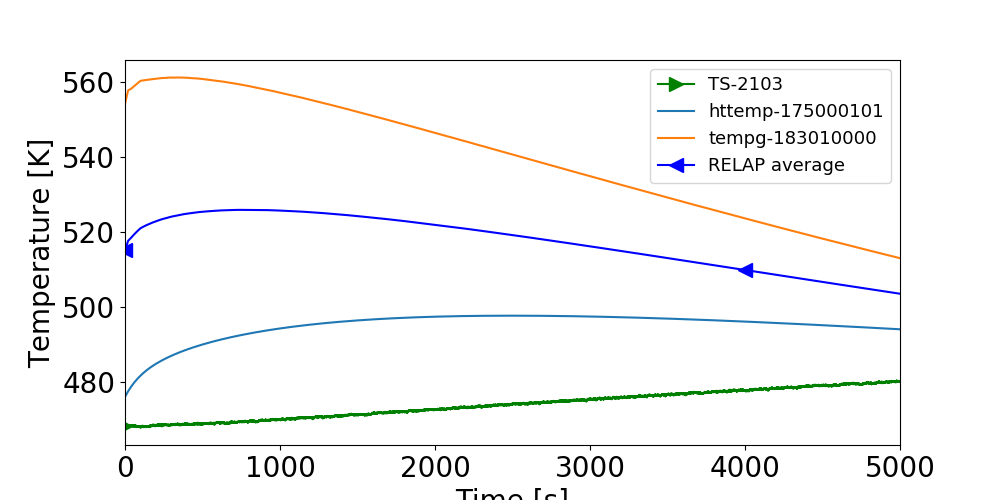 560
540
520
500
480
Temperature [K]
TS-2103
httemp-175000101
tempg-183010000
RELAP average
0
1000
2000
3000
4000
5000
Time [s]